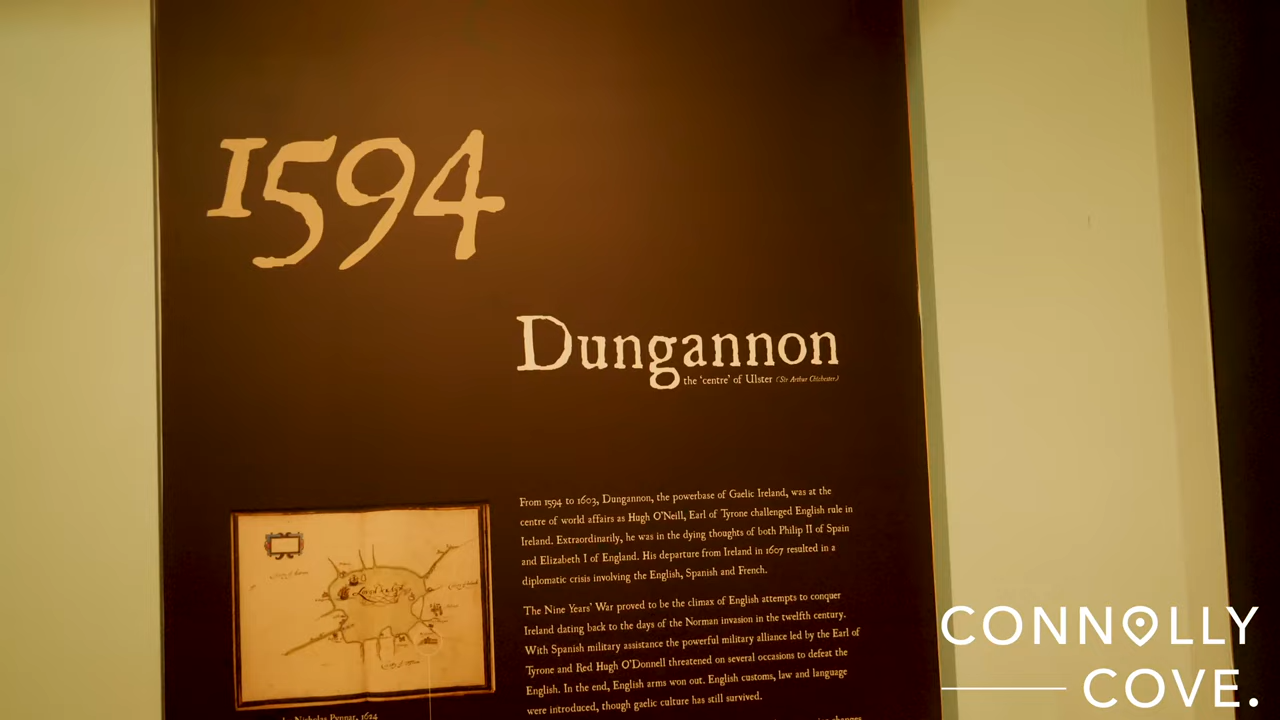 1594
Dungannon
the 'centre' of Ulster (Sir Arthur Chichester)
From 1594 to 1603, Dungannon, the powerbase of Gaelic Ireland, was at the
centre of world affairs as Hugh O'Neill, Earl of Tyrone challenged English rule in
Ireland. Extraordinarily, he was in the dying thoughts of both Philip II of Spain
and Elizabeth I of England. His departure from Ireland in 1607 resulted in a
diplomatic crisis involving the English, Spanish and French.
The Nine Years' War proved to be the climax of English attempts to conquer
Ireland dating back to the days of the Norman invasion in the twelfth century.
With Spanish military assistance the powerful military alliance led by the Earl of
Tyrone and Red Hugh O'Donnell threatened on several occasions to defeat the
English. In the end, English arms won out. English customs, law and language
were introduced, though gaelic culture has still survived.
changes
by Nicholas Pynnar, 1624
CONNOLLY
COVE.